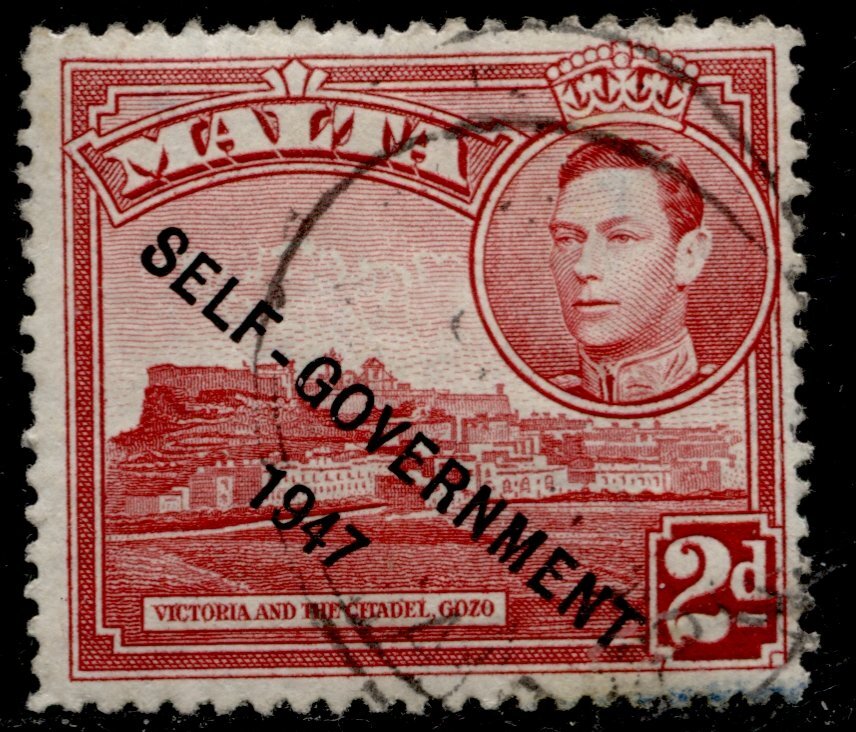 MALTA
SELF-GOVERNMENT
1947
VICTORIA AND THE CITADEL, GOZO
2d